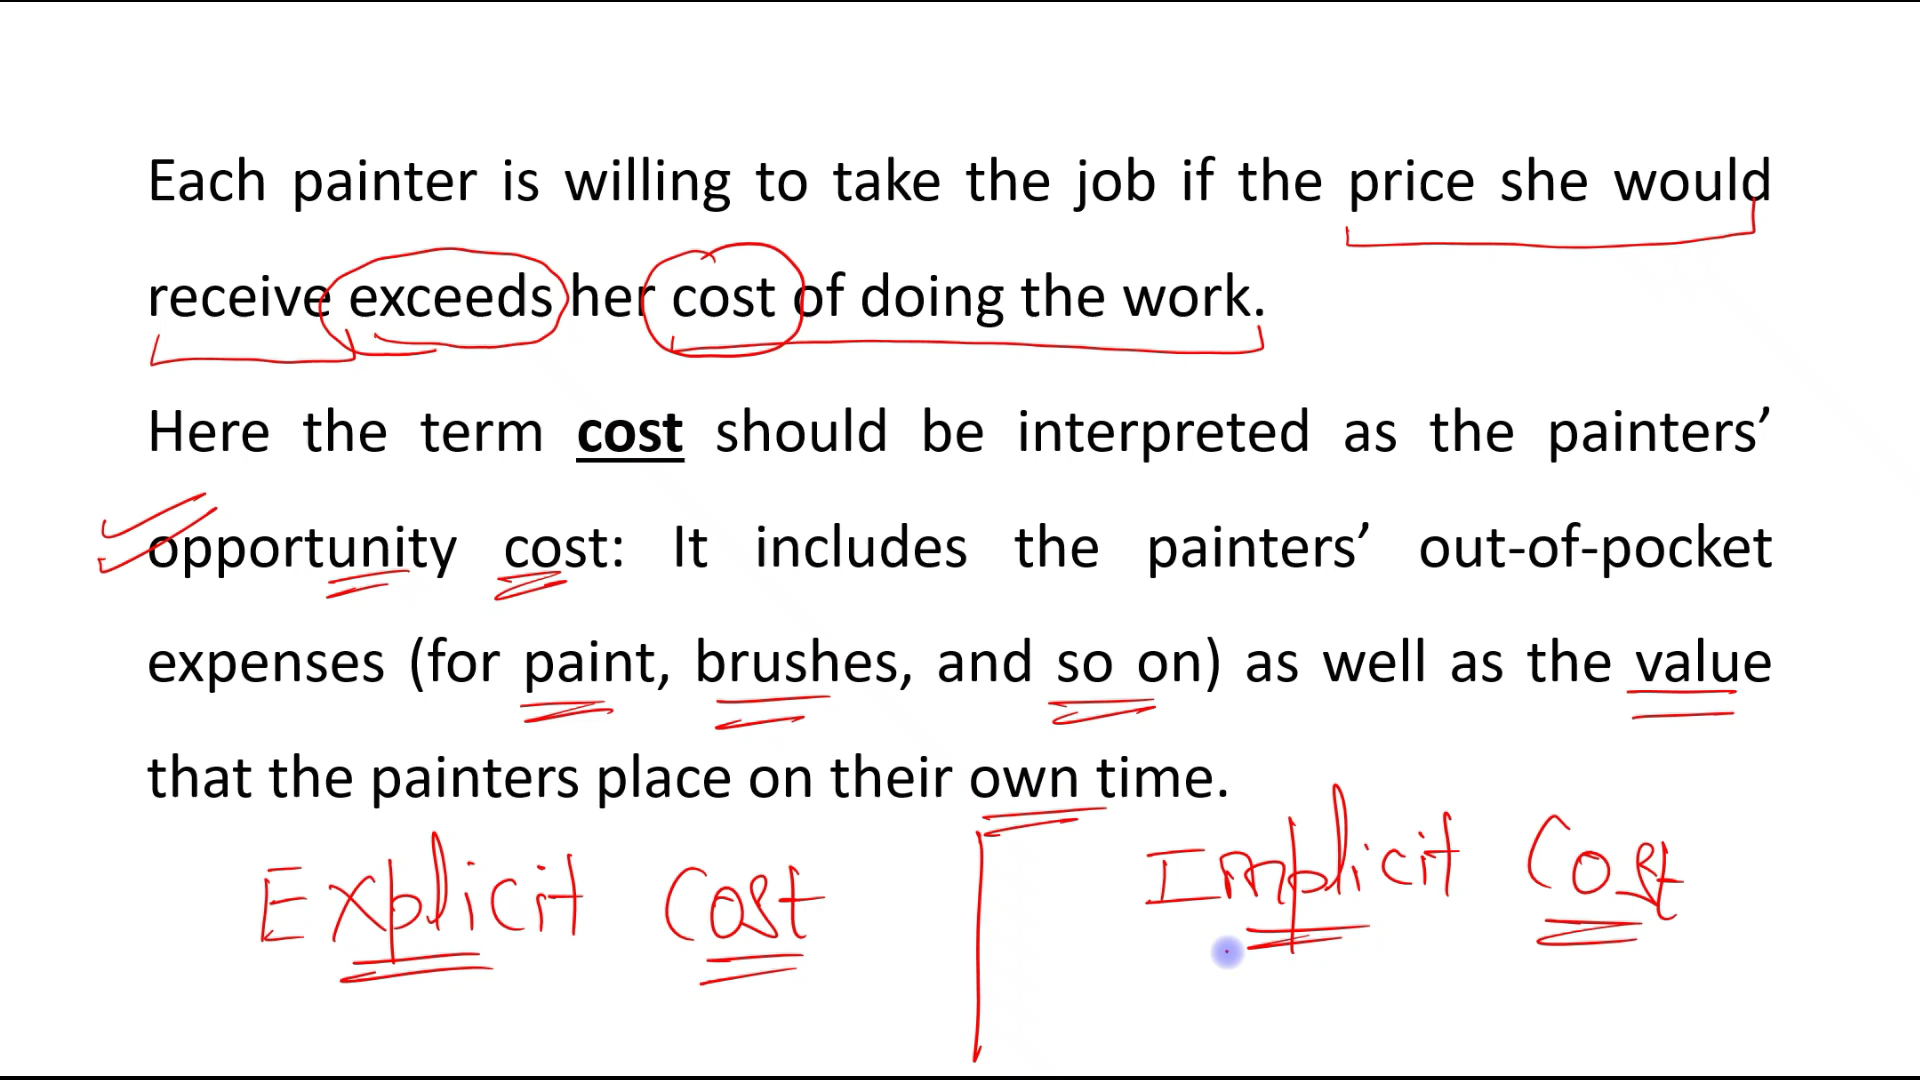 Each painter is willing to take the job if the price she would
receive exceeds her cost of doing the work.
Here the term cost should be interpreted as the painters’
opportunity cost: It includes the painters’ out-of-pocket
expenses (for paint, brushes, and so on) as well as the value
that the painters place on their own time.
Explicit Cost
Implicit Cost